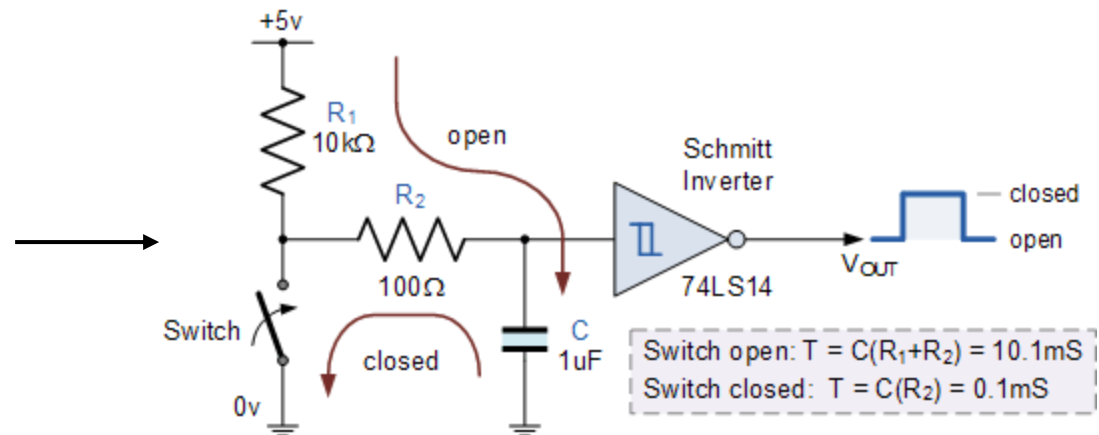 +5v
R₁
10kΩ
open
R₂
100Ω
Schmitt
Inverter
74LS14
closed
open
VOUT
Switch
closed
C
1uF
0v
Switch open: T = C(R₁+R₂) = 10.1mS
Switch closed: T = C(R₂) = 0.1mS